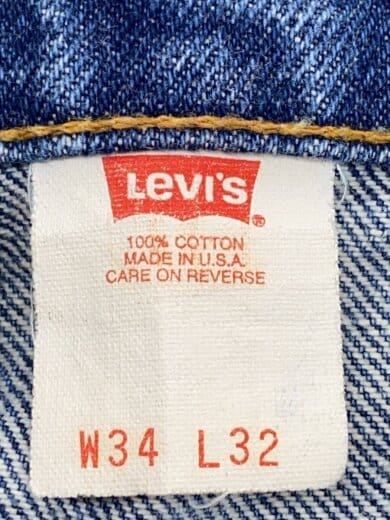 Levi's®
100% COTTON
MADE IN U.S.A.
CARE ON REVERSE
W34 L32